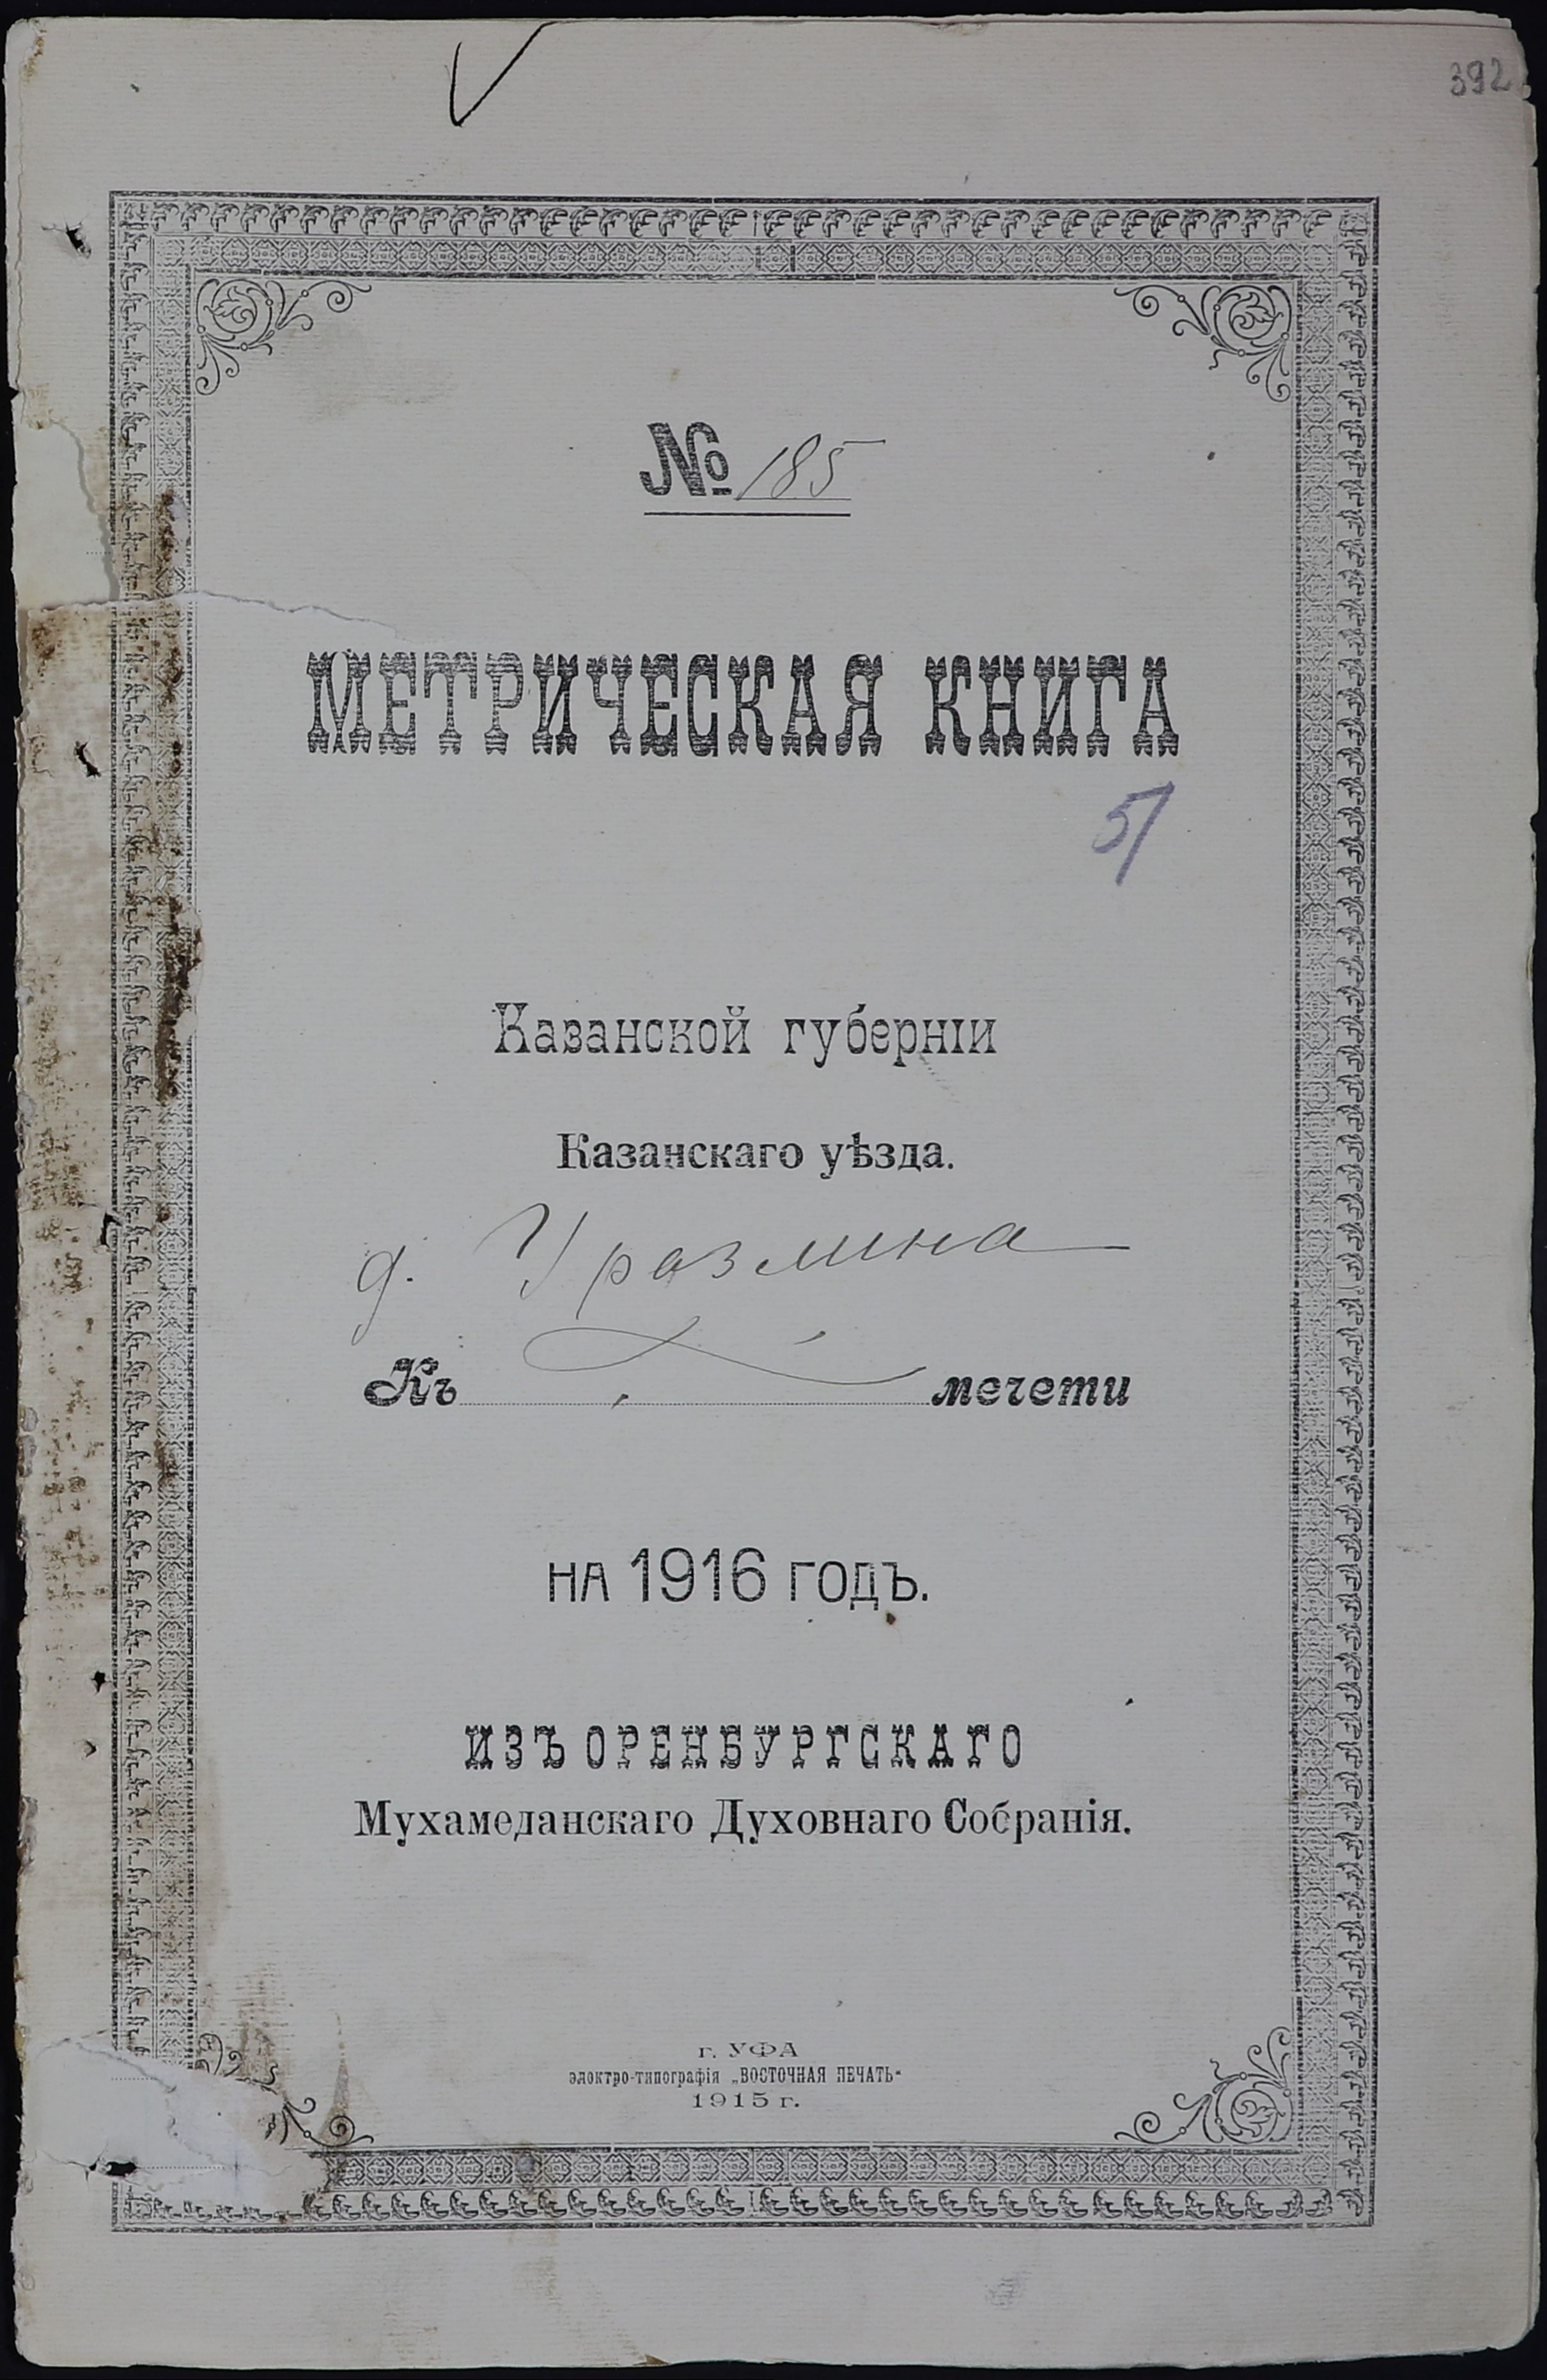 392
№ 185
МЕТРИЧЕСКАЯ КНИГА
57
Казанской губерніи
Казанскаго уѣзда.
д. Уразлина
Къ мечети
НА 1916 ГОДЪ.
ИЗЪ ОРЕНБУРГСКАГО
Мухамеданскаго Духовнаго Собранія.
г. УФА
электро-типографія „ВОСТОЧНАЯ ПЕЧАТЬ“
1915 г.